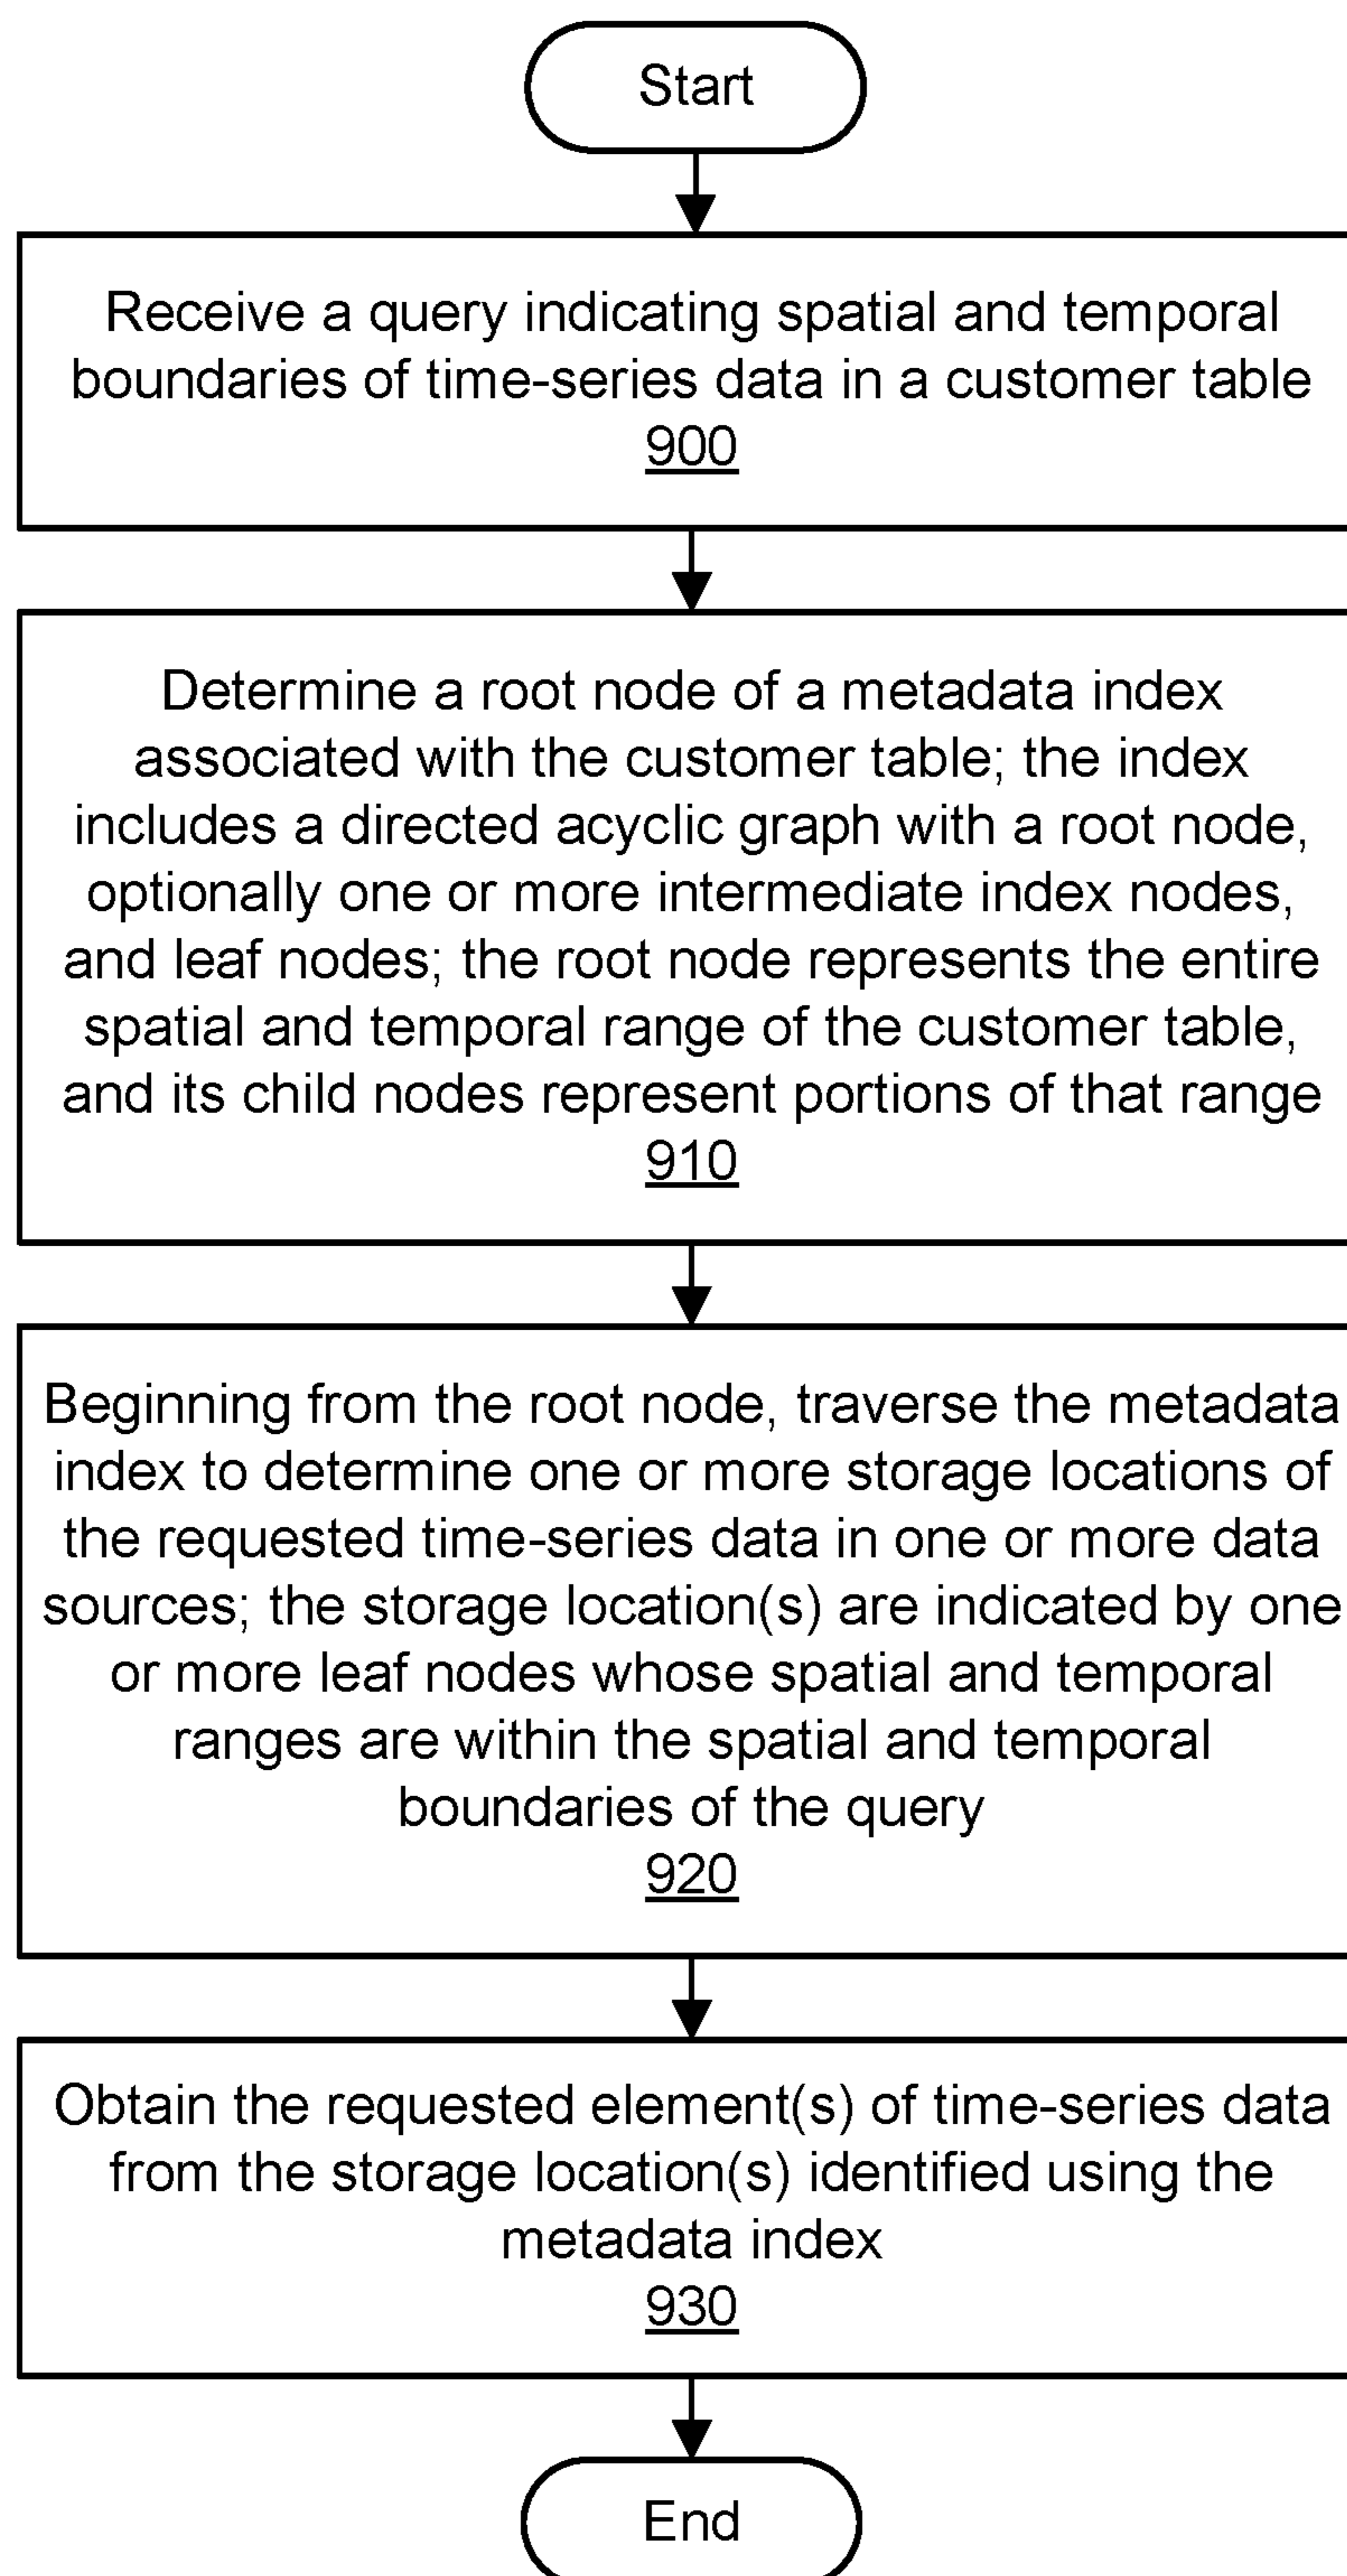 Start
Receive a query indicating spatial and temporal
boundaries of time-series data in a customer table
900
Determine a root node of a metadata index
associated with the customer table; the index
includes a directed acyclic graph with a root node,
optionally one or more intermediate index nodes,
and leaf nodes; the root node represents the entire
spatial and temporal range of the customer table,
and its child nodes represent portions of that range
910
Beginning from the root node, traverse the metadata
index to determine one or more storage locations of
the requested time-series data in one or more data
sources; the storage location(s) are indicated by one
or more leaf nodes whose spatial and temporal
ranges are within the spatial and temporal
boundaries of the query
920
Obtain the requested element(s) of time-series data
from the storage location(s) identified using the
metadata index
930
End